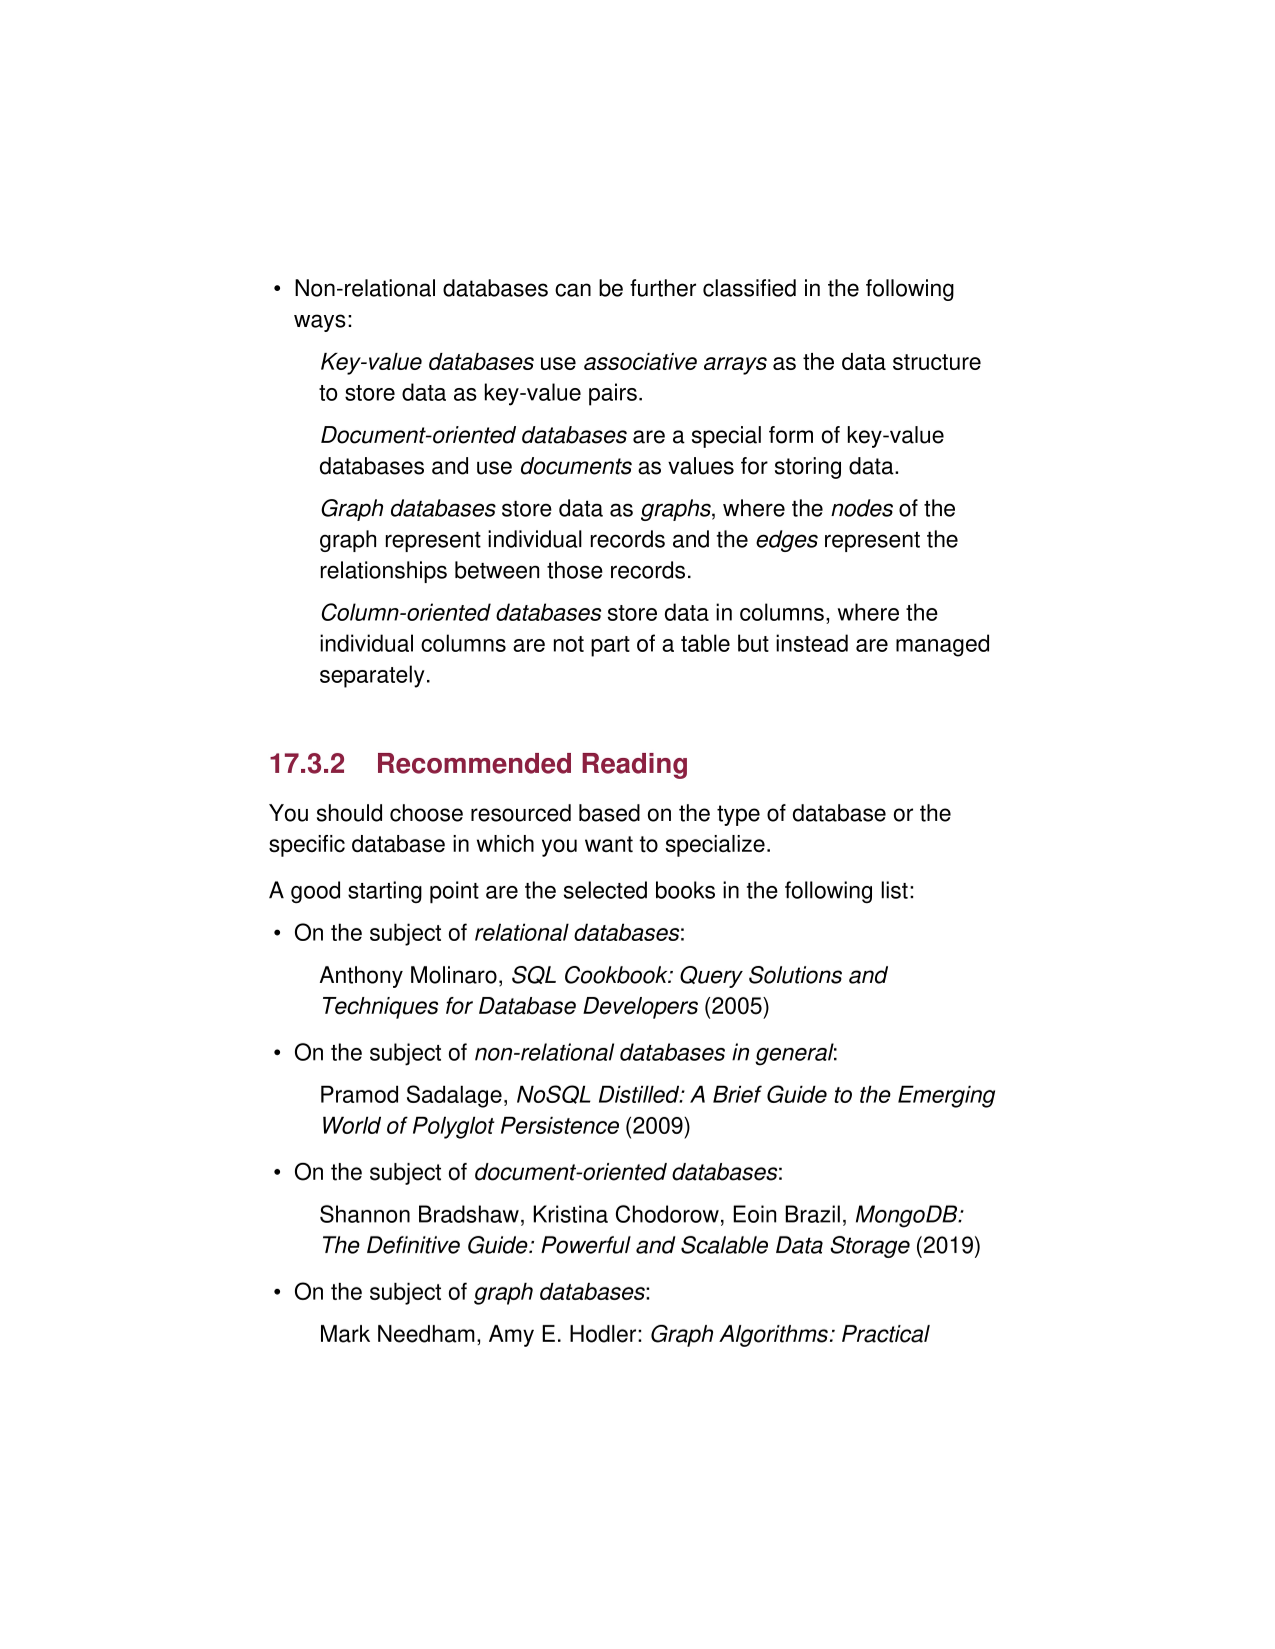 • Non-relational databases can be further classified in the following
ways:
Key-value databases use associative arrays as the data structure
to store data as key-value pairs.
Document-oriented databases are a special form of key-value
databases and use documents as values for storing data.
Graph databases store data as graphs, where the nodes of the
graph represent individual records and the edges represent the
relationships between those records.
Column-oriented databases store data in columns, where the
individual columns are not part of a table but instead are managed
separately.
17.3.2 Recommended Reading
You should choose resourced based on the type of database or the
specific database in which you want to specialize.
A good starting point are the selected books in the following list:
• On the subject of relational databases:
Anthony Molinaro, SQL Cookbook: Query Solutions and
Techniques for Database Developers (2005)
• On the subject of non-relational databases in general:
Pramod Sadalage, NoSQL Distilled: A Brief Guide to the Emerging
World of Polyglot Persistence (2009)
• On the subject of document-oriented databases:
Shannon Bradshaw, Kristina Chodorow, Eoin Brazil, MongoDB:
The Definitive Guide: Powerful and Scalable Data Storage (2019)
• On the subject of graph databases:
Mark Needham, Amy E. Hodler: Graph Algorithms: Practical